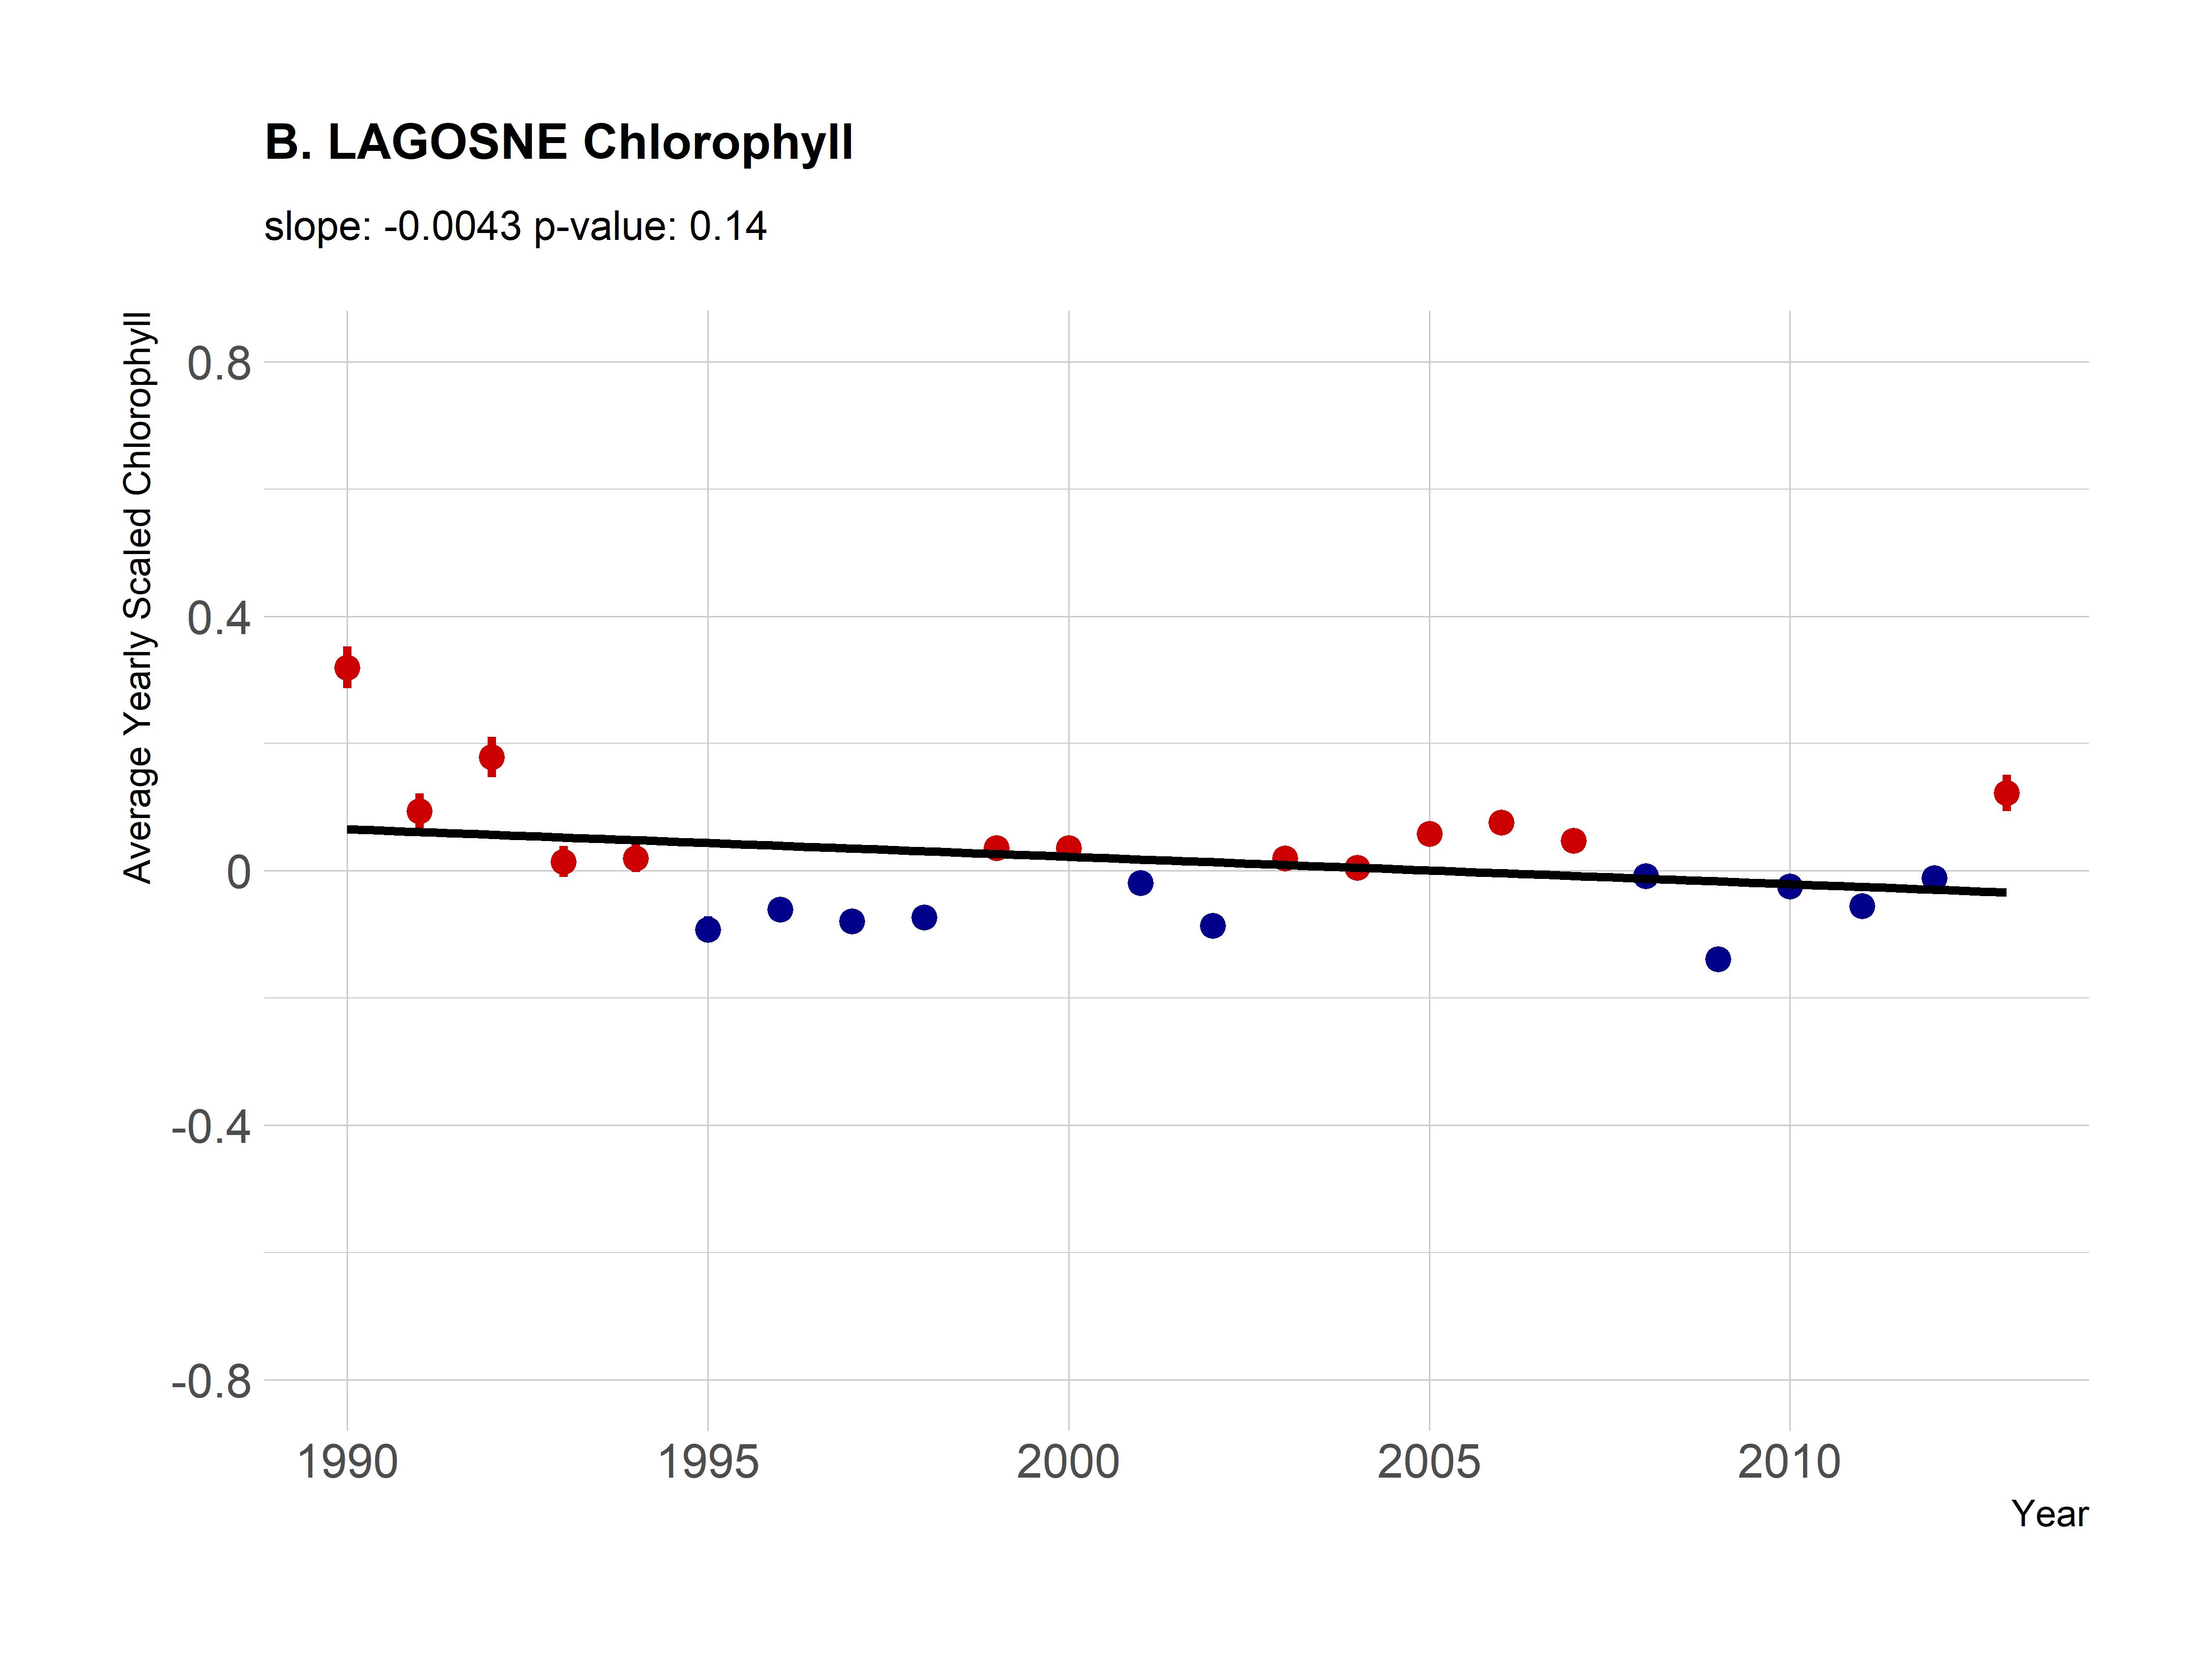 B. LAGOSNE Chlorophyll
slope: -0.0043 p-value: 0.14
Average Yearly Scaled Chlorophyll
0.8
0.4
0
-0.4
-0.8
1990 1995 2000 2005 2010
Year